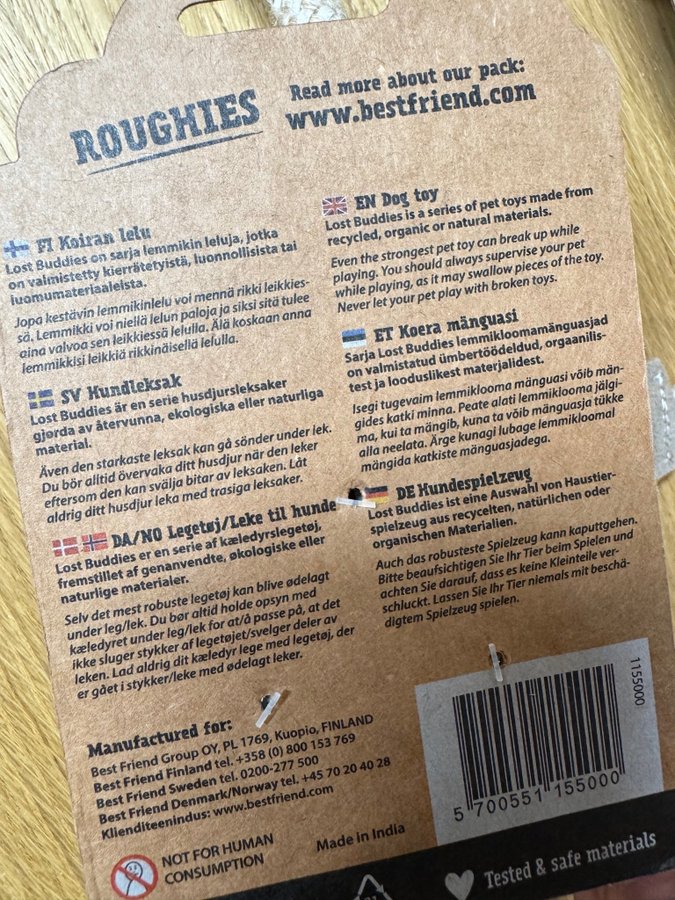 ROUGHIES
Read more about our pack:
www.bestfriend.com
FI Koiran lelu
Lost Buddies on sarja lemmikin leluja, jotka
on valmistetty kierrätetyistä, luonnollisista tai
luomumateriaaleista.
Jopa kestävin lemmikinlelu voi mennä rikki leikkies-
sä. Lemmikki voi niellä lelun paloja ja siksi sitä tulee
aina valvoa sen leikkiessä lelulla. Älä koskaan anna
lemmikkisi leikkiä rikkinäisellä lelulla.
SV Hundleksak
Lost Buddies är en serie husdjursleksaker
gjorda av återvunna, ekologiska eller naturliga
material.
Även den starkaste leksak kan gå sönder under lek.
Du bör alltid övervaka ditt husdjur när den leker
eftersom den kan svälja bitar av leksaken. Låt
aldrig ditt husdjur leka med trasiga leksaker.
DA/NO Legetøj/Leke til hunde
Lost Buddies er en serie af kæledyrslegetøj,
fremstillet af genanvendte, økologiske eller
naturlige materialer.
Selv det mest robuste legetøj kan blive ødelagt
under leg/lek. Du bør altid holde opsyn med
kæledyret under leg/lek for at/å passe på, at det
ikke sluger stykker af legetøjet/svelger deler av
leken. Lad aldrig dit kæledyr lege med legetøj, der
er gået i stykker/leke med ødelagt leker.
EN Dog toy
Lost Buddies is a series of pet toys made from
recycled, organic or natural materials.
Even the strongest pet toy can break up while
playing. You should always supervise your pet
while playing, as it may swallow pieces of the toy.
Never let your pet play with broken toys.
ET Koera mänguasi
Sarja Lost Buddies lemmikloomamänguasjad
on valmistatud ümbertöödeldud, orgaanilis-
test ja looduslikest materjalidest.
Isegi tugevaim lemmiklooma mänguasi võib män-
gides katki minna. Peate alati lemmiklooma jälgi-
ma, kui ta mängib, kuna ta võib mänguasja tükke
alla neelata. Ärge kunagi lubage lemmikloomal
mängida katkiste mänguasjadega.
DE Hundespielzeug
Lost Buddies ist eine Auswahl von Haustier-
spielzeug aus recycelten, natürlichen oder
organischen Materialien.
Auch das robusteste Spielzeug kann kaputtgehen.
Bitte beaufsichtigen Sie Ihr Tier beim Spielen und
achten Sie darauf, dass es keine Kleinteile ver-
schluckt. Lassen Sie Ihr Tier niemals mit beschä-
digtem Spielzeug spielen.
Manufactured for:
Best Friend Group OY, PL 1769, Kuopio, FINLAND
Best Friend Finland tel. +358 (0) 800 153 769
Best Friend Sweden tel. 0200-277 500
Best Friend Denmark/Norway tel. +45 70 20 40 28
Klienditeenindus: www.bestfriend.com
NOT FOR HUMAN
CONSUMPTION
Made in India
1155000
5 700551 155000
Tested & safe materials